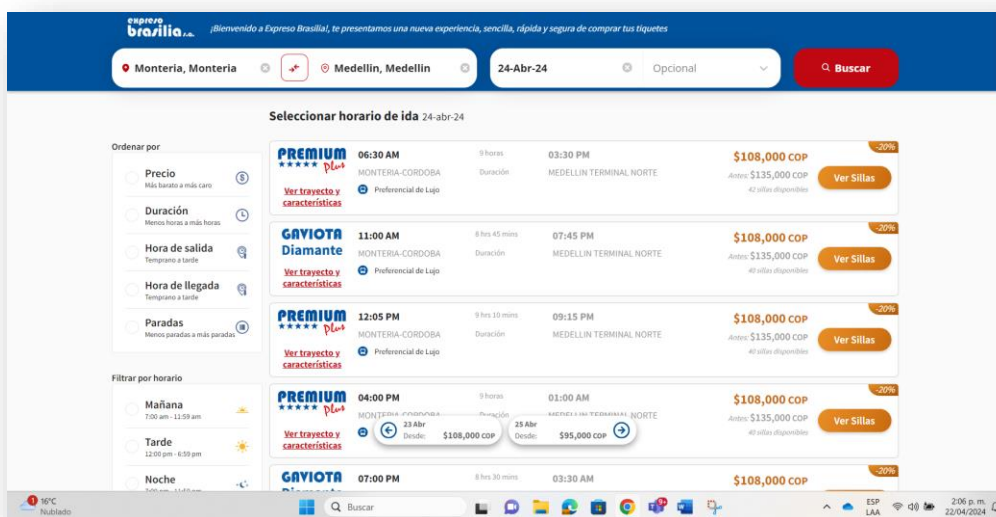 expreso
brasilia S.A.
¡Bienvenido a Expreso Brasilia!, te presentamos una nueva experiencia, sencilla, rápida y segura de comprar tus tiquetes
Monteria, Monteria
Medellin, Medellin
24-Abr-24
Opcional
Buscar
Seleccionar horario de ida 24-abr-24
Ordenar por
Precio
Más barato a más caro
Duración
Menos horas a más horas
Hora de salida
Temprano a tarde
Hora de llegada
Temprano a tarde
Paradas
Menos paradas a más paradas
Filtrar por horario
Mañana
7:00 am - 11:59 am
Tarde
12:00 pm - 6:59 pm
Noche
PREMIUM Plus
Ver trayecto y
características
06:30 AM 9 horas 03:30 PM
MONTERIA-CORDOBA Duración MEDELLIN TERMINAL NORTE
Preferencial de Lujo
-20%
$108,000 COP
Antes: $135,000 COP
42 sillas disponibles
Ver Sillas
GAVIOTA
Diamante
Ver trayecto y
características
11:00 AM 8 hrs 45 mins 07:45 PM
MONTERIA-CORDOBA Duración MEDELLIN TERMINAL NORTE
Preferencial de Lujo
-20%
$108,000 COP
Antes: $135,000 COP
40 sillas disponibles
Ver Sillas
PREMIUM Plus
Ver trayecto y
características
12:05 PM 9 hrs 10 mins 09:15 PM
MONTERIA-CORDOBA Duración MEDELLIN TERMINAL NORTE
Preferencial de Lujo
-20%
$108,000 COP
Antes: $135,000 COP
40 sillas disponibles
Ver Sillas
PREMIUM Plus
Ver trayecto y
características
04:00 PM 9 horas 01:00 AM
MONTERIA-CORDOBA Duración MEDELLIN TERMINAL NORTE
-20%
$108,000 COP
Antes: $135,000 COP
40 sillas disponibles
Ver Sillas
23 Abr
Desde: $108,000 COP
25 Abr
Desde: $95,000 COP
GAVIOTA
07:00 PM 8 hrs 30 mins 03:30 AM
-20%
$108,000 COP
1
16°C
Nublado
Buscar
ESP
LAA
2:06 p. m.
22/04/2024